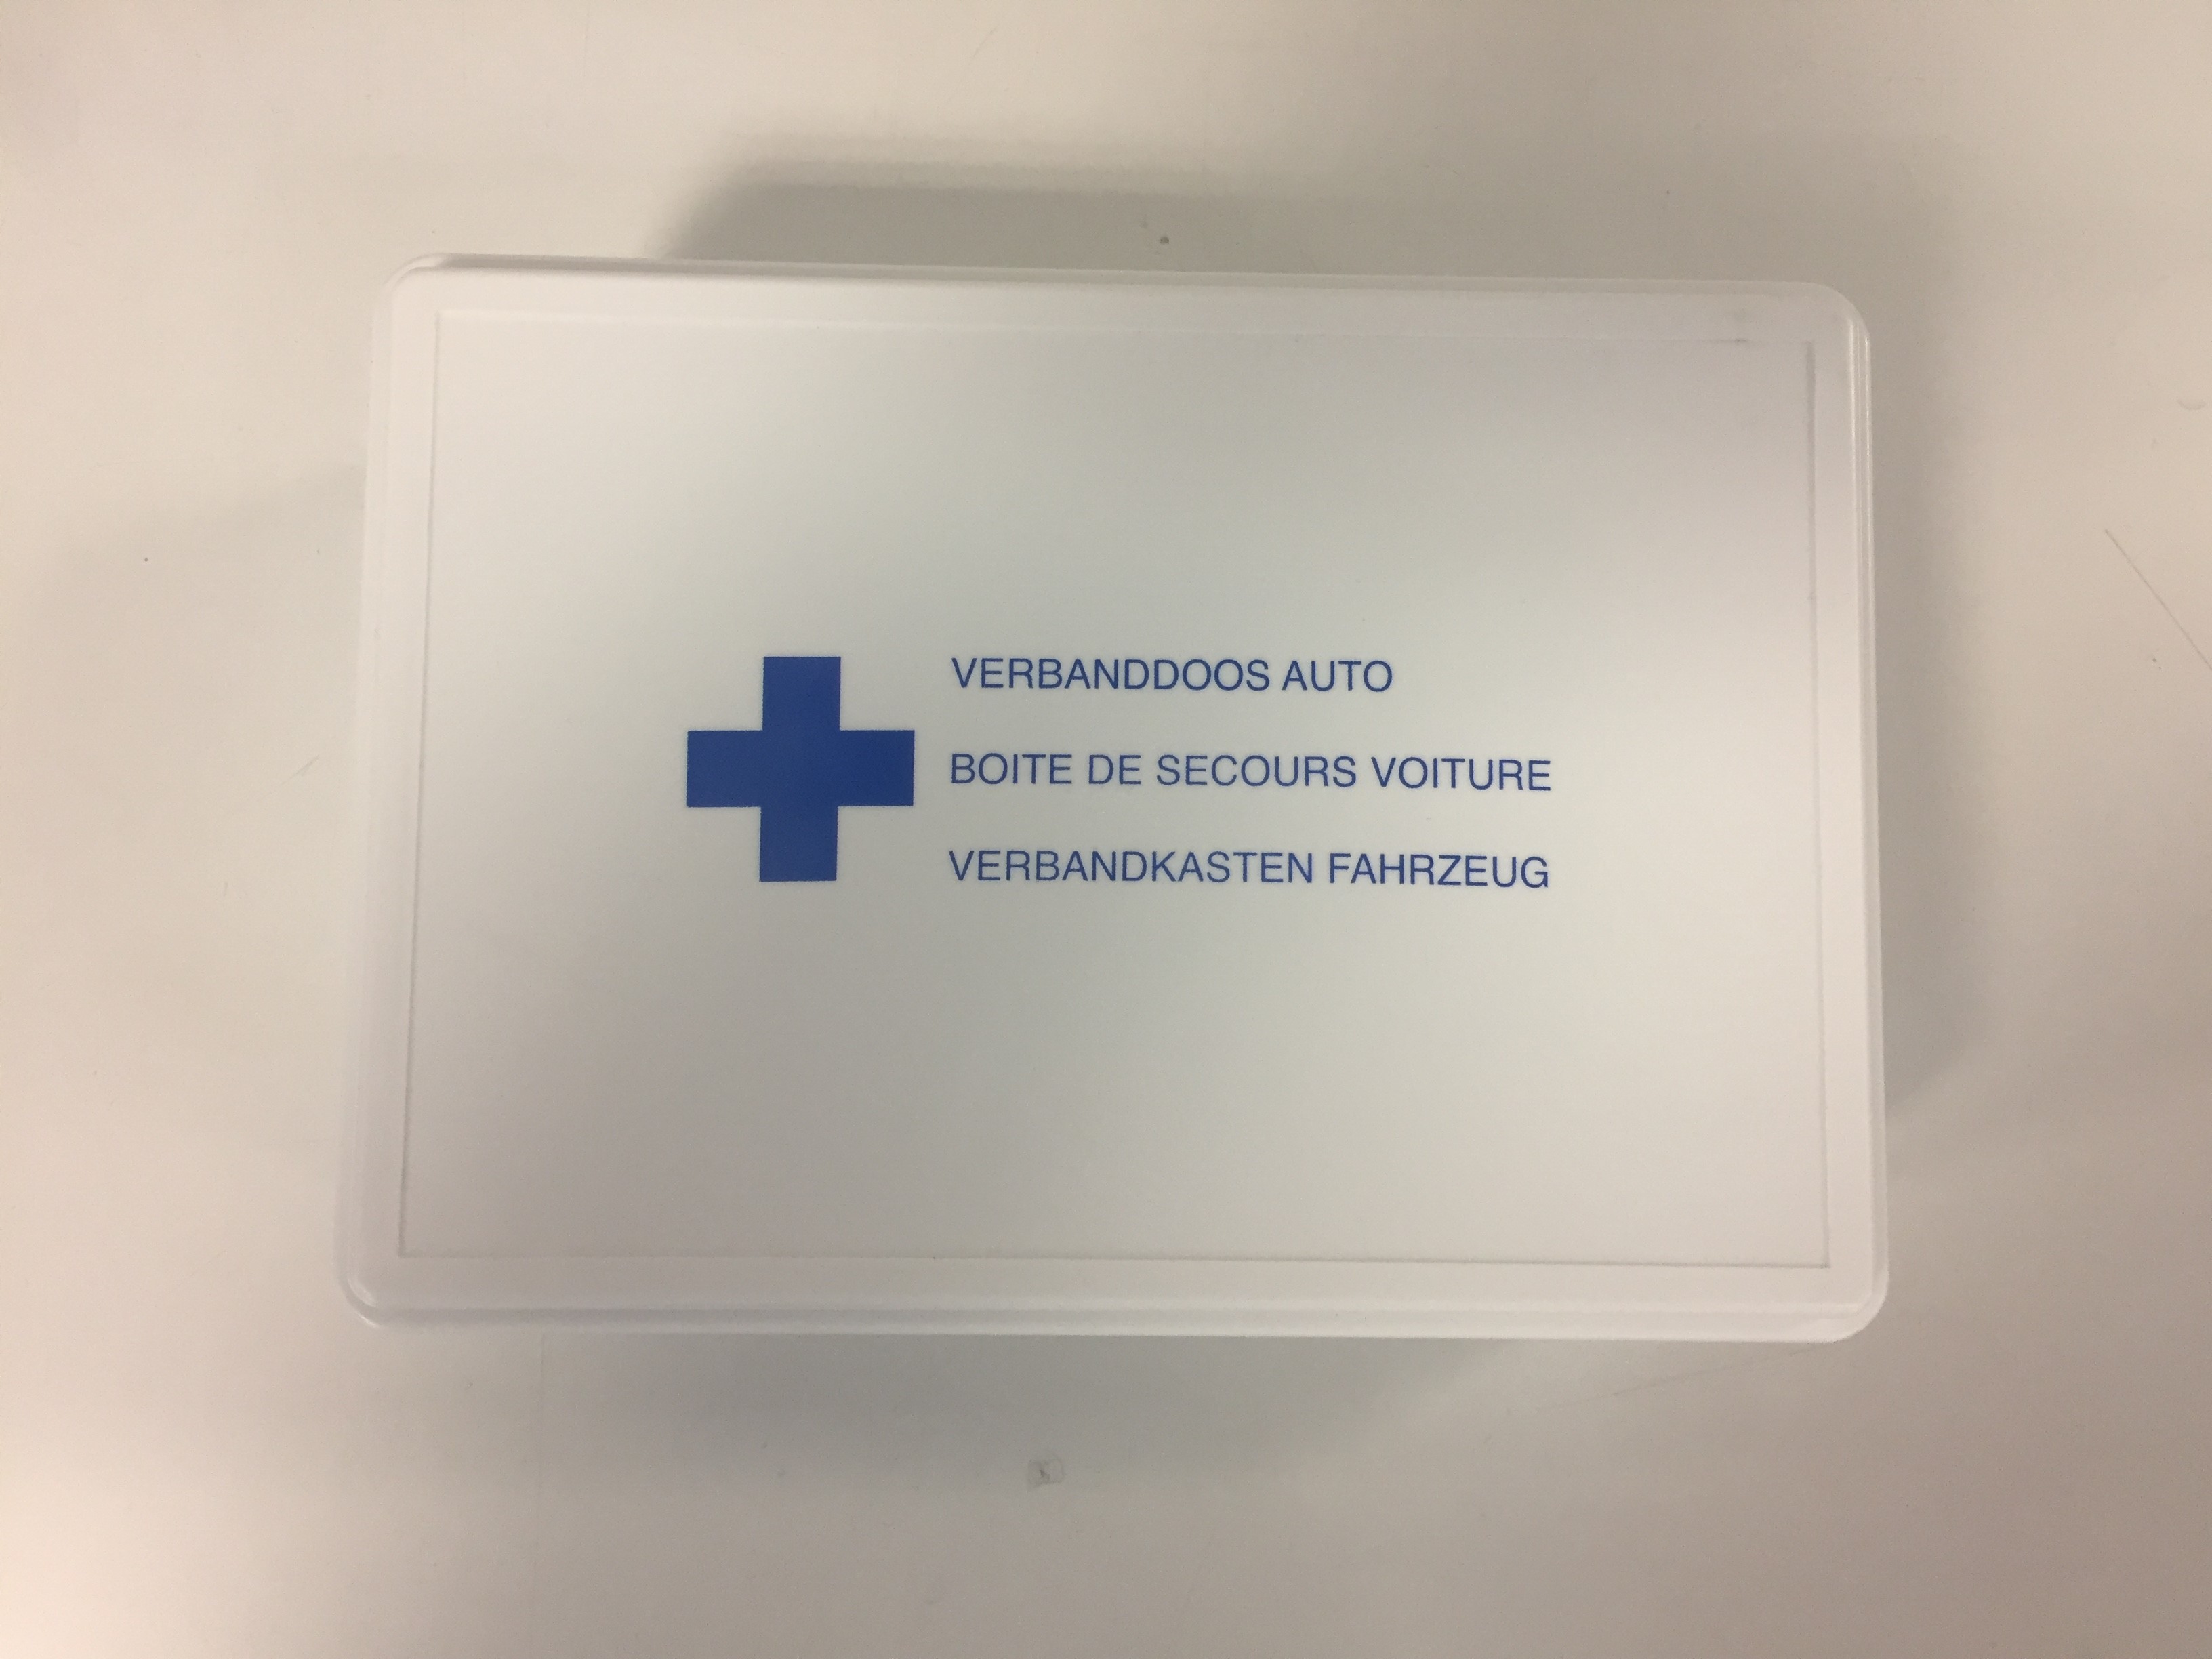 VERBANDDOOS AUTO
BOITE DE SECOURS VOITURE
VERBANDKASTEN FAHRZEUG